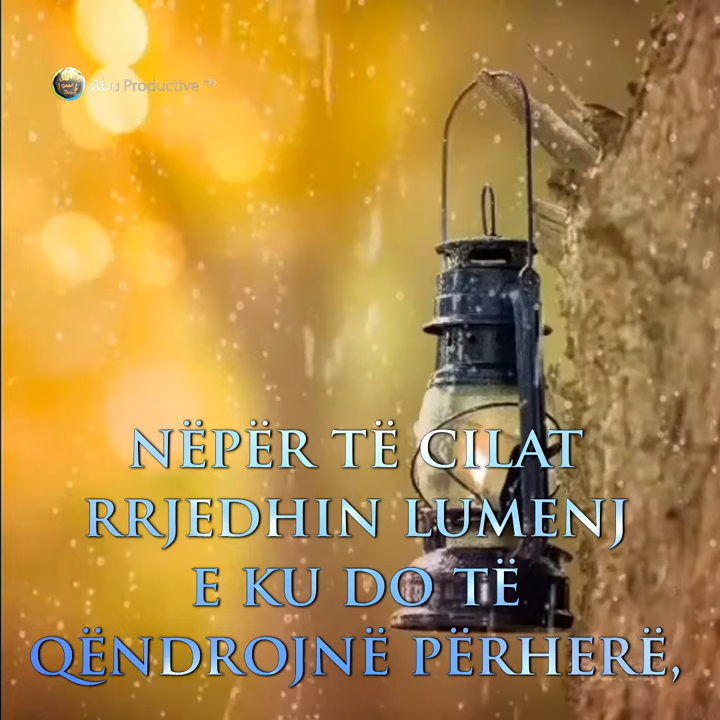 Abu Productive
NËPËR TË CILAT
RRJEDHIN LUMENJ
E KU DO TË
QËNDROJNË PËRHERË,